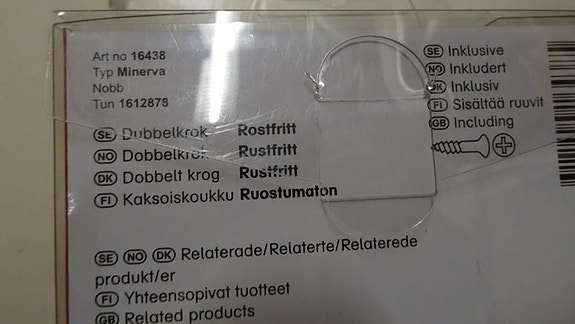 Art no 16438
Typ Minerva
Nobb
Tun 1612878
SE Dubbelkrok Rostfritt
NO Dobbelkrok Rustfritt
DK Dobbelt krog Rustfritt
FI Kaksoiskoukku Ruostumaton
SE Inklusive
NO Inkludert
DK Inklusiv
FI Sisältää ruuvit
GB Including
SE NO DK Relaterade/Relaterte/Relaterede
produkt/er
FI Yhteensopivat tuotteet
GB Related products